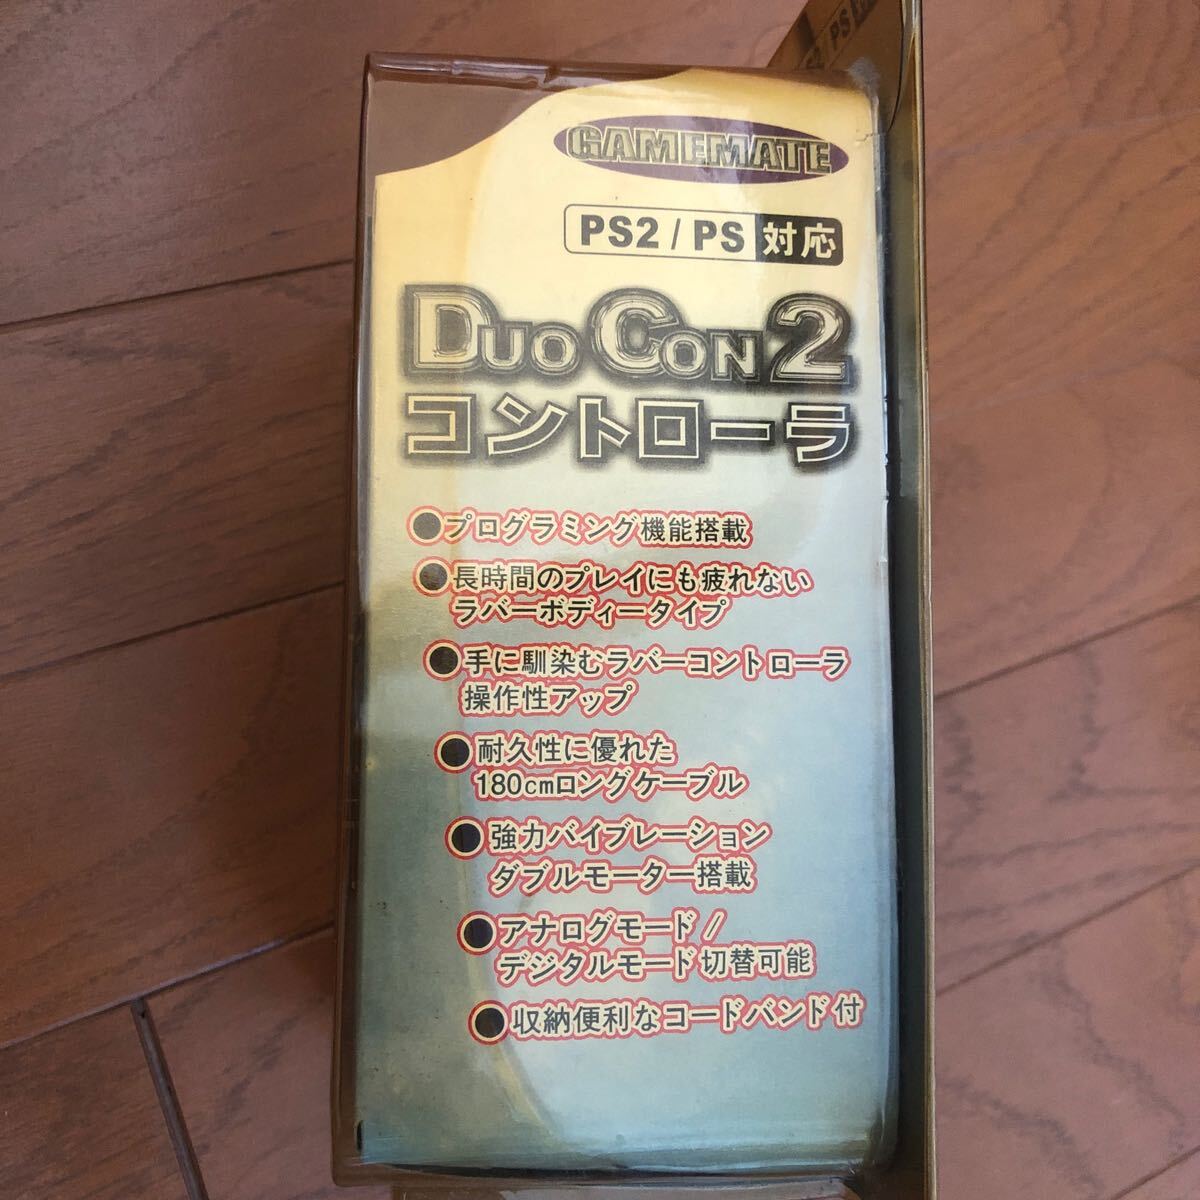 GAMEMATE
PS2 / PS 対応
DUO CON 2
コントローラ
●プログラミング機能搭載
●長時間のプレイにも疲れない
ラバーボディータイプ
●手に馴染むラバーコントローラ
操作性アップ
●耐久性に優れた
180cmロングケーブル
●強力バイブレーション
ダブルモーター搭載
●アナログモード /
デジタルモード切替可能
●収納便利なコードバンド付